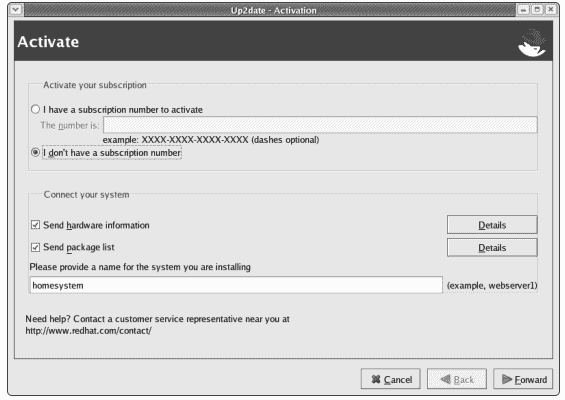 Up2date - Activation
Activate
Activate your subscription
I have a subscription number to activate
The number is:
example: XXXX-XXXX-XXXX-XXXX (dashes optional)
I don't have a subscription number
Connect your system
Send hardware information
Details
Send package list
Details
Please provide a name for the system you are installing
homesystem
(example, webserver1)
Need help? Contact a customer service representative near you at
http://www.redhat.com/contact/
Cancel
Back
Forward